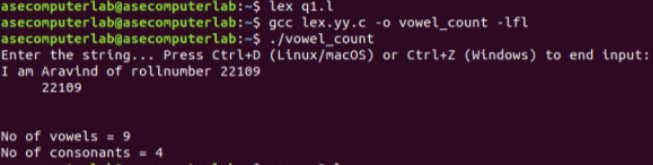 asecomputerlab@asecomputerlab:~$ lex q1.l
asecomputerlab@asecomputerlab:~$ gcc lex.yy.c -o vowel_count -lfl
asecomputerlab@asecomputerlab:~$ ./vowel_count
Enter the string... Press Ctrl+D (Linux/macOS) or Ctrl+Z (Windows) to end input:
I am Aravind of rollnumber 22109
22109
No of vowels = 9
No of consonants = 4